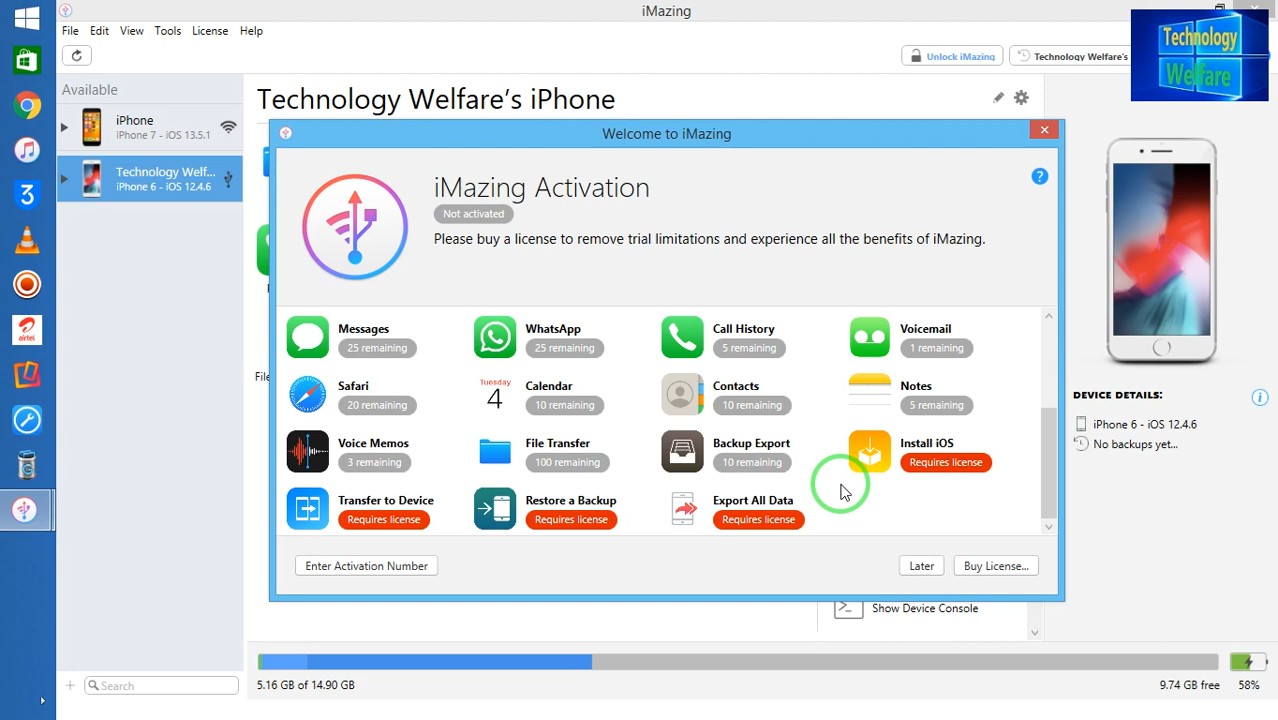 iMazing
File Edit View Tools License Help
Unlock iMazing
Technology Welfare's
Technology
Welfare
Available
iPhone
iPhone 7 - iOS 13.5.1
Technology Welf...
iPhone 6 - iOS 12.4.6
Technology Welfare's iPhone
Welcome to iMazing
iMazing Activation
Not activated
Please buy a license to remove trial limitations and experience all the benefits of iMazing.
Messages
25 remaining
WhatsApp
25 remaining
Call History
5 remaining
Voicemail
1 remaining
Safari
20 remaining
TUESDAY
4
Calendar
10 remaining
Contacts
10 remaining
Notes
5 remaining
Voice Memos
3 remaining
File Transfer
100 remaining
Backup Export
10 remaining
Install iOS
Requires license
Transfer to Device
Requires license
Restore a Backup
Requires license
Export All Data
Requires license
Enter Activation Number
Later
Buy License...
Show Device Console
DEVICE DETAILS:
iPhone 6 - iOS 12.4.6
No backups yet...
Search
5.16 GB of 14.90 GB
9.74 GB free
58%
airtel